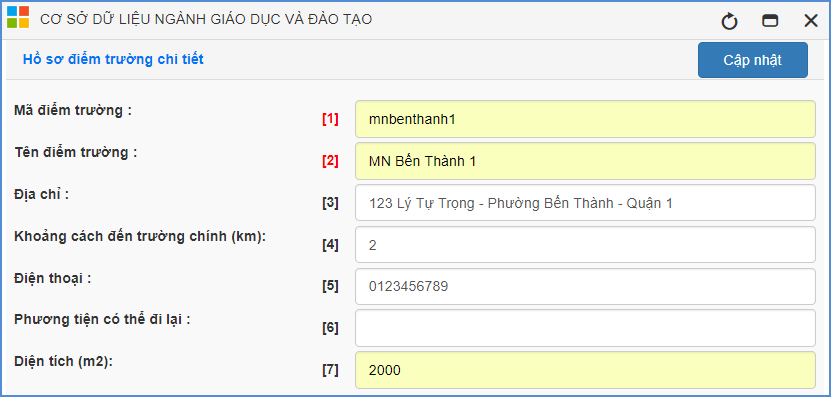 CƠ SỞ DỮ LIỆU NGÀNH GIÁO DỤC VÀ ĐÀO TẠO
Hồ sơ điểm trường chi tiết
Cập nhật
Mã điểm trường : [1] mnbenthanh1
Tên điểm trường : [2] MN Bến Thành 1
Địa chỉ : [3] 123 Lý Tự Trọng - Phường Bến Thành - Quận 1
Khoảng cách đến trường chính (km): [4] 2
Điện thoại : [5] 0123456789
Phương tiện có thể đi lại : [6]
Diện tích (m2): [7] 2000